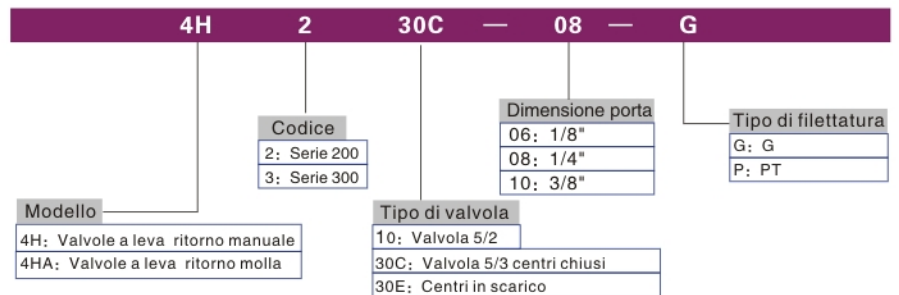 4H 2 30C — 08 — G
Modello
4H: Valvole a leva ritorno manuale
4HA: Valvole a leva ritorno molla
Codice
2: Serie 200
3: Serie 300
Tipo di valvola
10: Valvola 5/2
30C: Valvola 5/3 centri chiusi
30E: Centri in scarico
Dimensione porta
06: 1/8"
08: 1/4"
10: 3/8"
Tipo di filettatura
G: G
P: PT